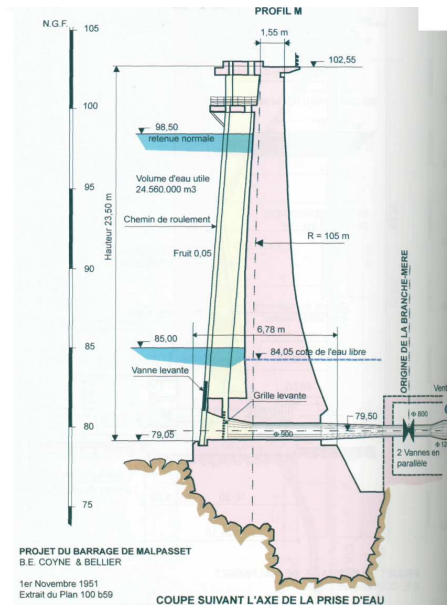 PROFIL M
N.G.F.
105
1,55 m
102,55
100
98,50
retenue normale
Volume d'eau utile
24.560.000 m3
95
Chemin de roulement
Hauteur 23,50 m
R = 105 m
Fruit 0,05
90
85
85,00
6,78 m
84,05 cote de l'eau libre
ORIGINE DE LA BRANCHE-MERE
Vanne levante
Grille levante
Vent
80
79,05
79,50
Φ 800
Φ 900
2 Vannes en
parallèle
75
PROJET DU BARRAGE DE MALPASSET
B.E. COYNE & BELLIER
1er Novembre 1951
Extrait du Plan 100 b59
COUPE SUIVANT L'AXE DE LA PRISE D'EAU